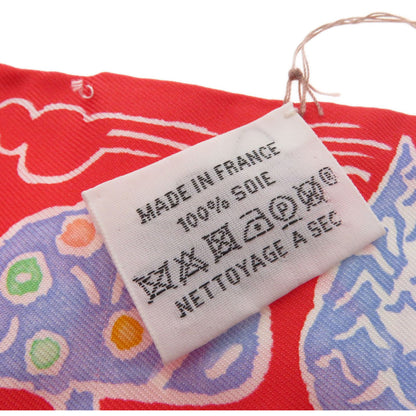 MADE IN FRANCE
100% SOIE
NETTOYAGE A SEC